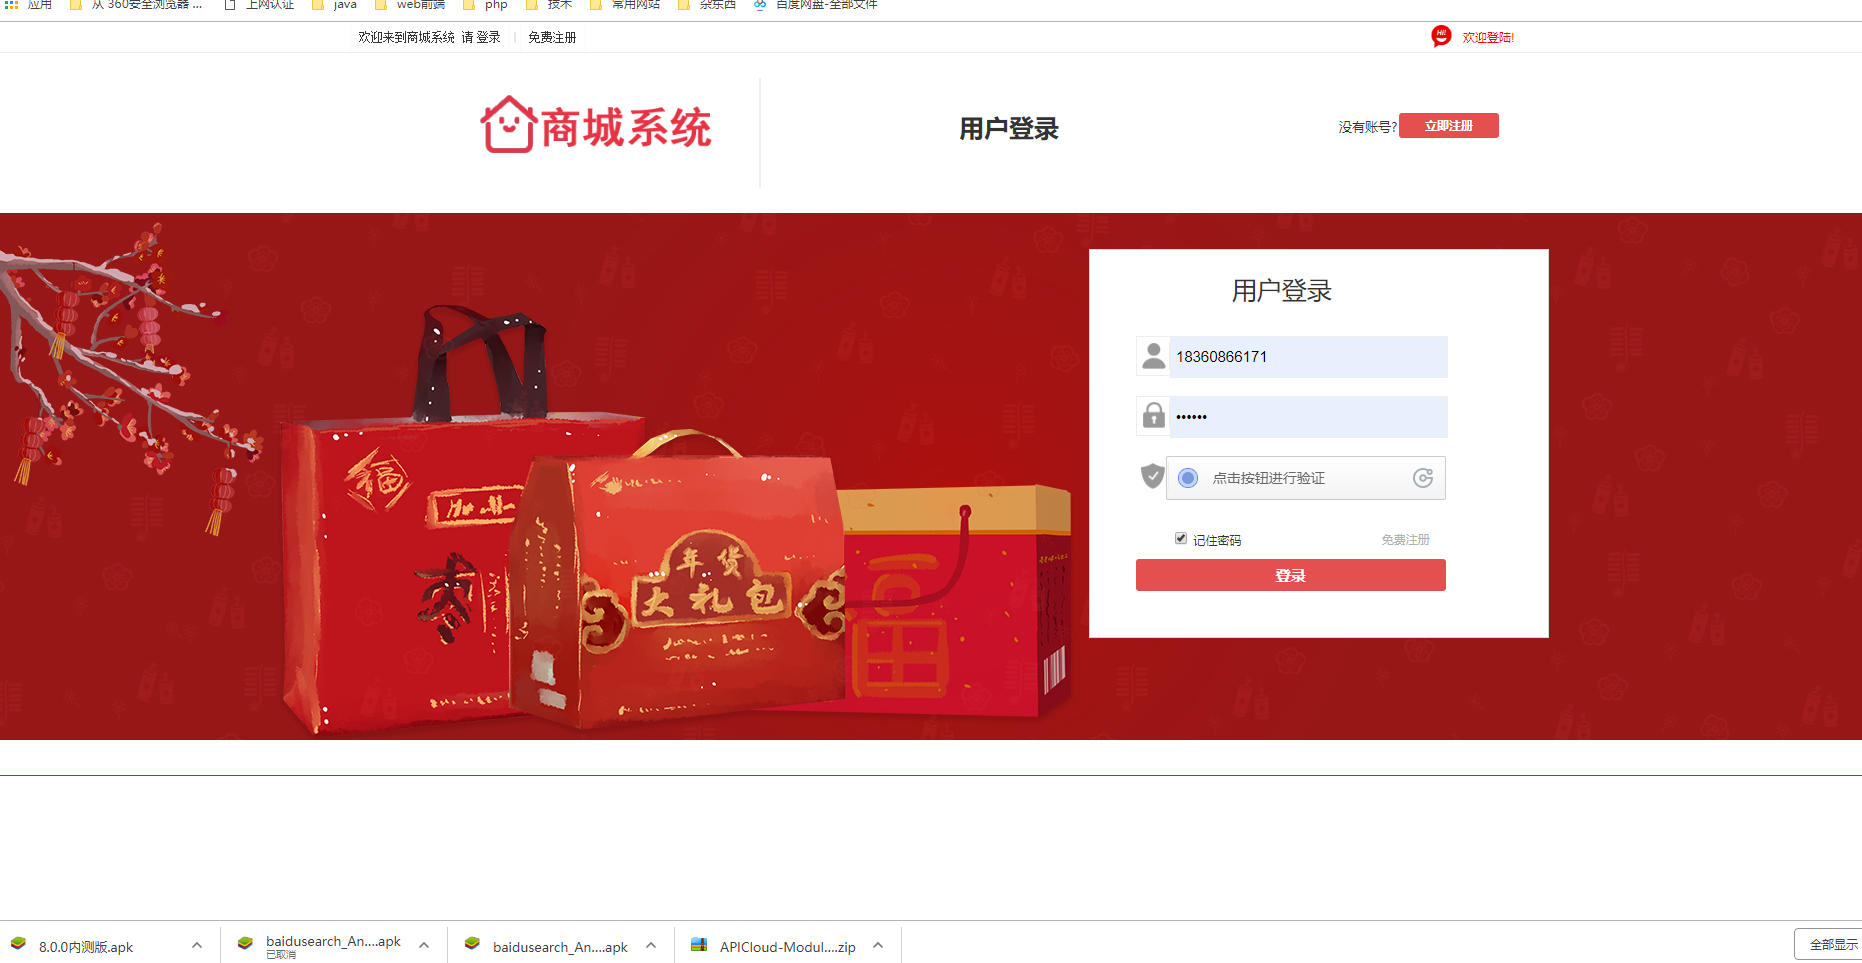 应用 从 360安全浏览器 ... 上网认证 java web前端 php 技术 常用网站 杂东西 百度网盘-全部文件
欢迎来到商城系统 请 登录 | 免费注册
Hi! 欢迎登陆!
商城系统
用户登录
没有账号? 立即注册
用户登录
18360866171
••••••
点击按钮进行验证
记住密码 免费注册
登录
福
枣
年货
大礼包
8.0.0内测版.apk
baidusearch_An....apk
已取消
baidusearch_An....apk
APICloud-Modul....zip
全部显示